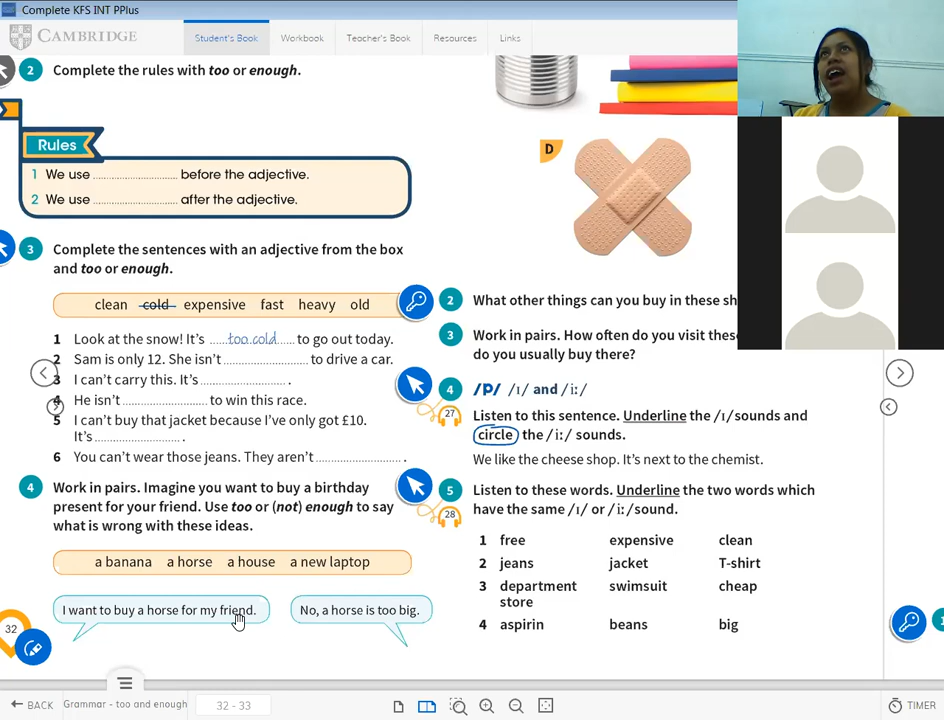 Complete KFS INT PPlus
CAMBRIDGE
Student's Book
Workbook
Teacher's Book
Resources
Links
2 Complete the rules with too or enough.
Rules
1 We use .............................. before the adjective.
2 We use .............................. after the adjective.
3 Complete the sentences with an adjective from the box
and too or enough.
clean cold expensive fast heavy old
1 Look at the snow! It's ......too cold...... to go out today.
2 Sam is only 12. She isn't .......................... to drive a car.
3 I can't carry this. It's .......................... .
4 He isn't .......................... to win this race.
5 I can't buy that jacket because I've only got £10.
It's .......................... .
6 You can't wear those jeans. They aren't .......................... .
4 Work in pairs. Imagine you want to buy a birthday
present for your friend. Use too or (not) enough to say
what is wrong with these ideas.
a banana a horse a house a new laptop
I want to buy a horse for my friend.
No, a horse is too big.
32
D
2 What other things can you buy in these
3 Work in pairs. How often do you visit these
do you usually buy there?
4 /P/ /ɪ/ and /iː/
27
Listen to this sentence. Underline the /ɪ/ sounds and
circle the /iː/ sounds.
We like the cheese shop. It's next to the chemist.
5 Listen to these words. Underline the two words which
28
have the same /ɪ/ or /iː/ sound.
1 free expensive clean
2 jeans jacket T-shirt
3 department swimsuit cheap
store
4 aspirin beans big
BACK
Grammar - too and enough
32 - 33
TIMER